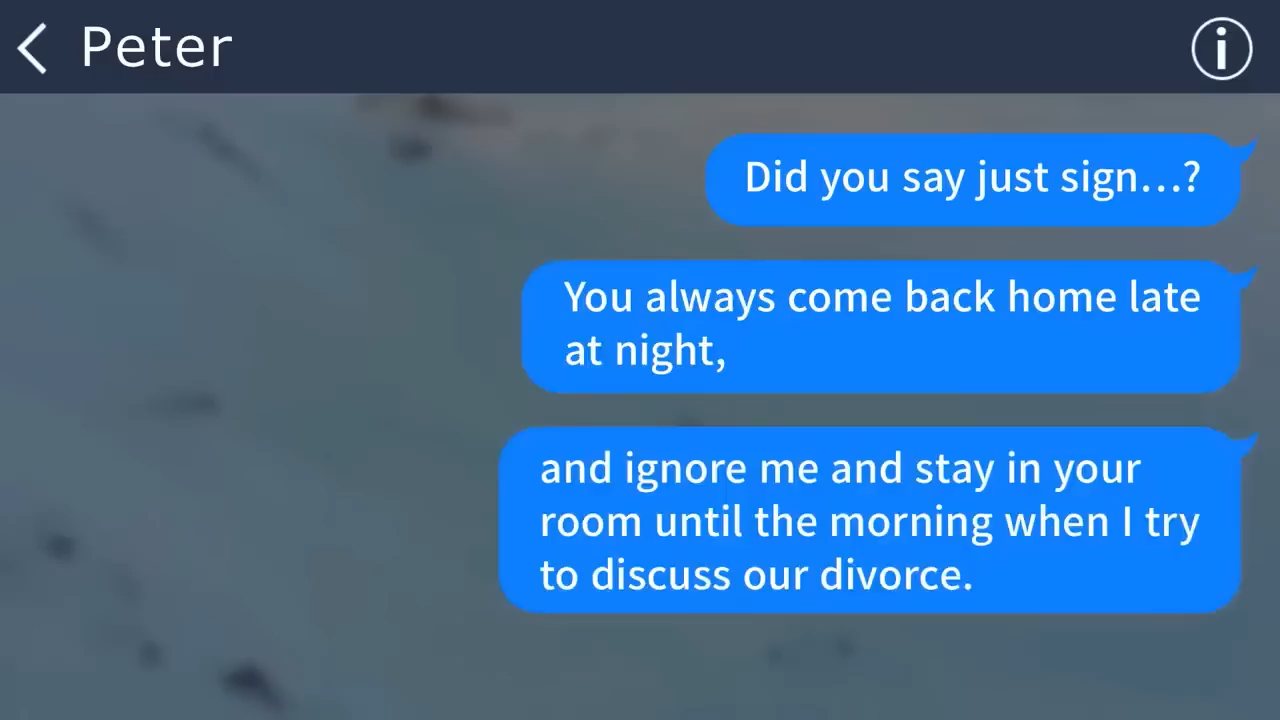 Peter
Did you say just sign...?
You always come back home late
at night,
and ignore me and stay in your
room until the morning when I try
to discuss our divorce.